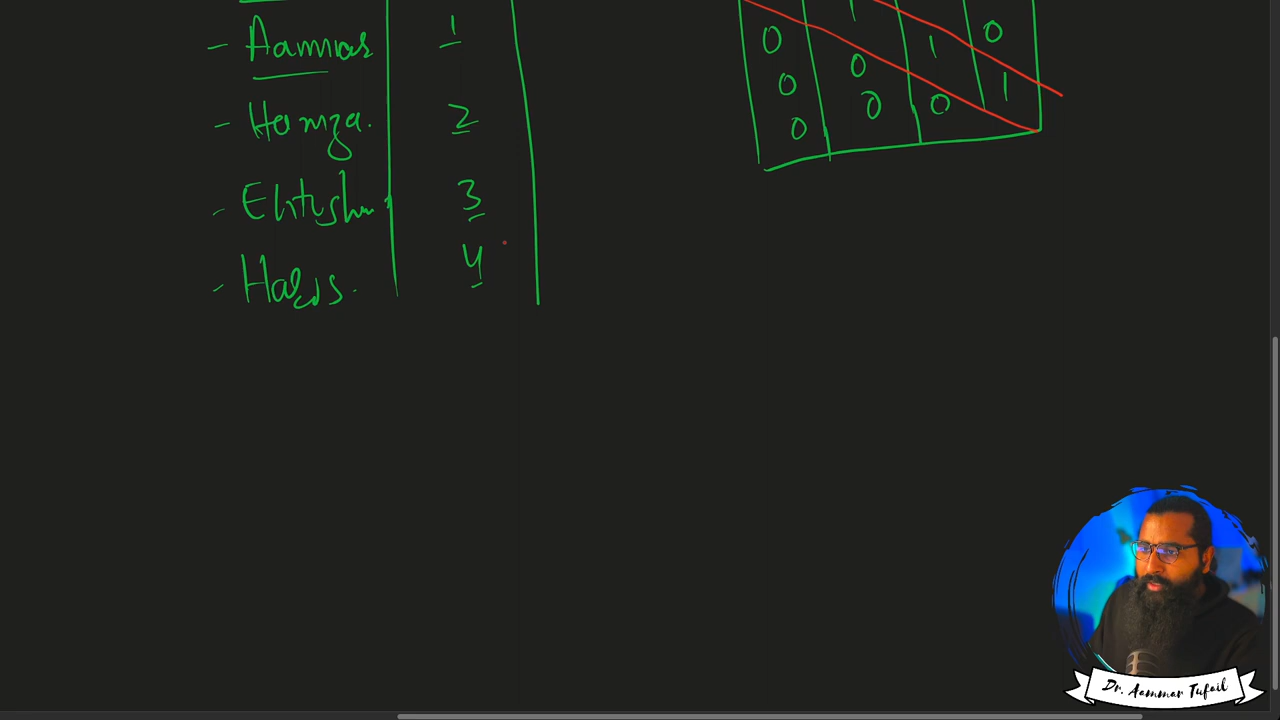 - Aammar 1
- Hamza. 2
- Ehtisham 3
- 4
1 0
0 1
0 0 1
0 0 0
Dr. Aammar Tufail